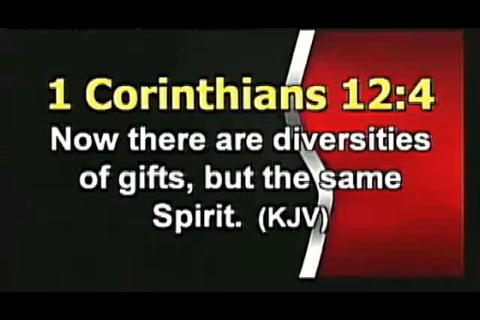 1 Corinthians 12:4
Now there are diversities
of gifts, but the same
Spirit. (KJV)